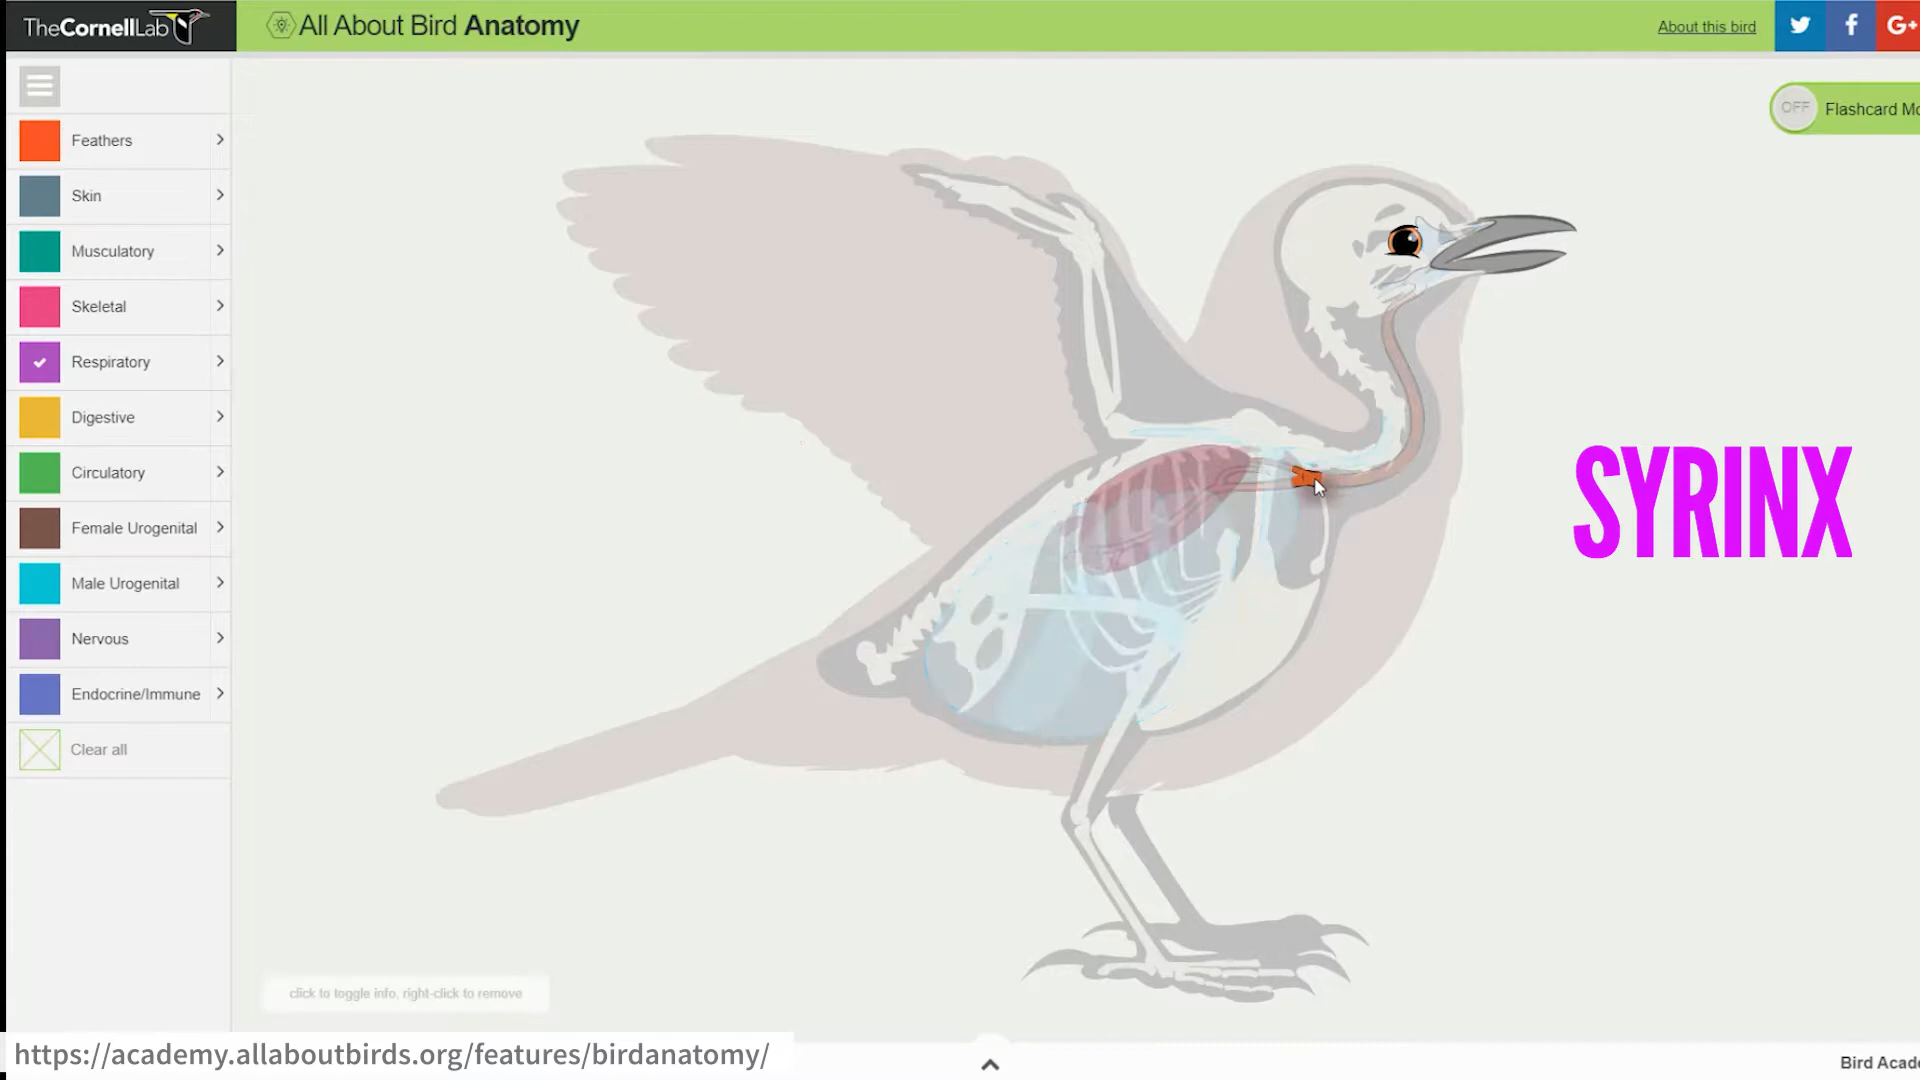 TheCornellLab
All About Bird Anatomy
About this bird
G+
OFF
Flashcard Mo
Feathers
Skin
Musculatory
Skeletal
Respiratory
Digestive
Circulatory
Female Urogenital
Male Urogenital
Nervous
Endocrine/Immune
Clear all
SYRINX
click to toggle info, right-click to remove
https://academy.allaboutbirds.org/features/birdanatomy/
Bird Acade